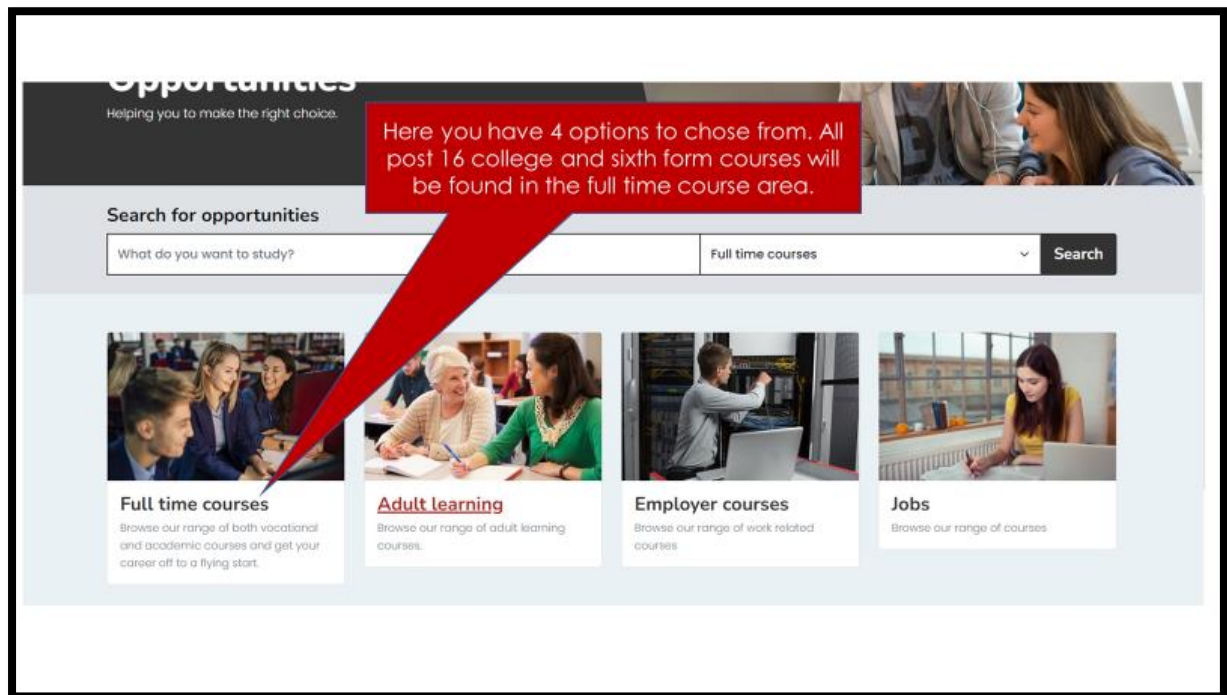 Opportunities
Helping you to make the right choice.
Here you have 4 options to chose from. All
post 16 college and sixth form courses will
be found in the full time course area.
Search for opportunities
What do you want to study?
Full time courses
Search
Full time courses
Browse our range of both vocational
and academic courses and get your
career off to a flying start.
Adult learning
Browse our range of adult learning
courses.
Employer courses
Browse our range of work related
courses
Jobs
Browse our range of courses